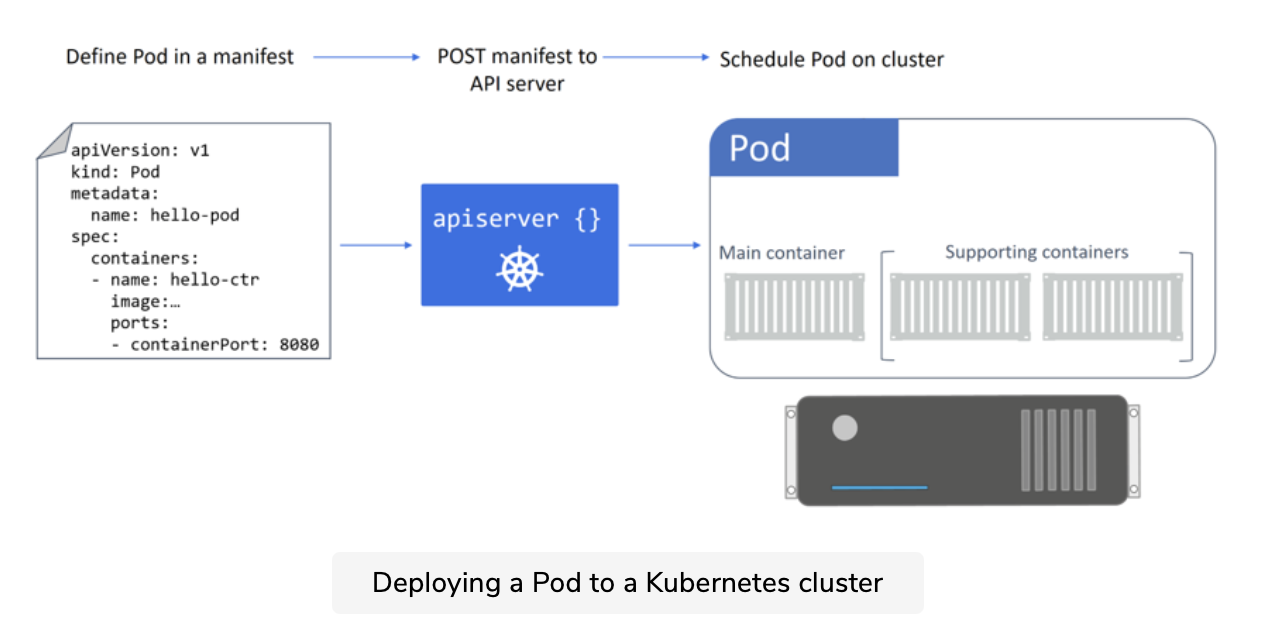 Define Pod in a manifest
POST manifest to
API server
Schedule Pod on cluster
apiVersion: v1
kind: Pod
metadata:
  name: hello-pod
spec:
  containers:
  - name: hello-ctr
    image:…
    ports:
    - containerPort: 8080
apiserver {}
Pod
Main container
Supporting containers
Deploying a Pod to a Kubernetes cluster